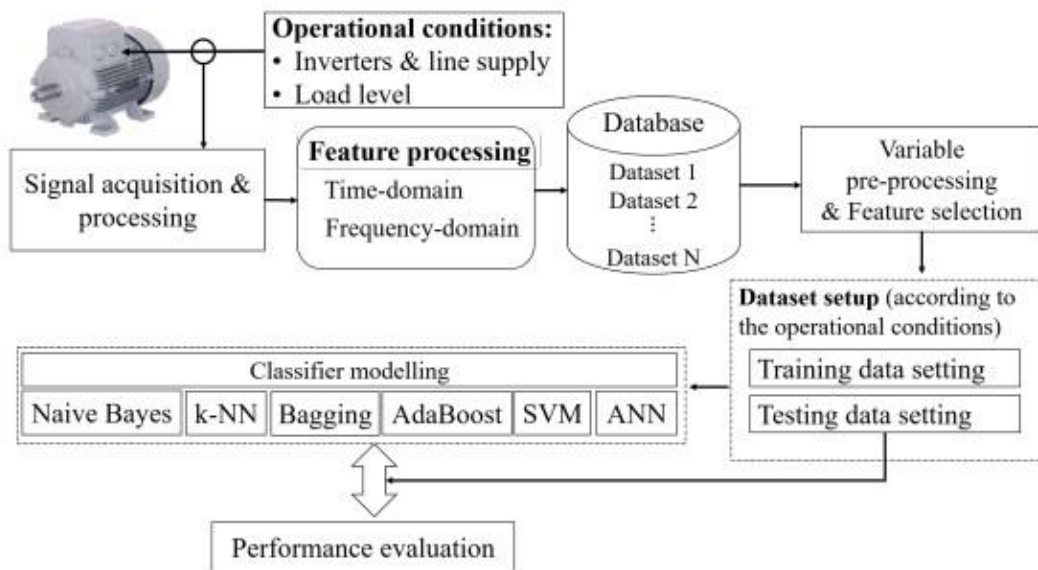 Operational conditions:
• Inverters & line supply
• Load level
Signal acquisition &
processing
Feature processing
Time-domain
Frequency-domain
Database
Dataset 1
Dataset 2
⋮
Dataset N
Variable
pre-processing
& Feature selection
Dataset setup (according to
the operational conditions)
Training data setting
Testing data setting
Classifier modelling
Naive Bayes k-NN Bagging AdaBoost SVM ANN
Performance evaluation